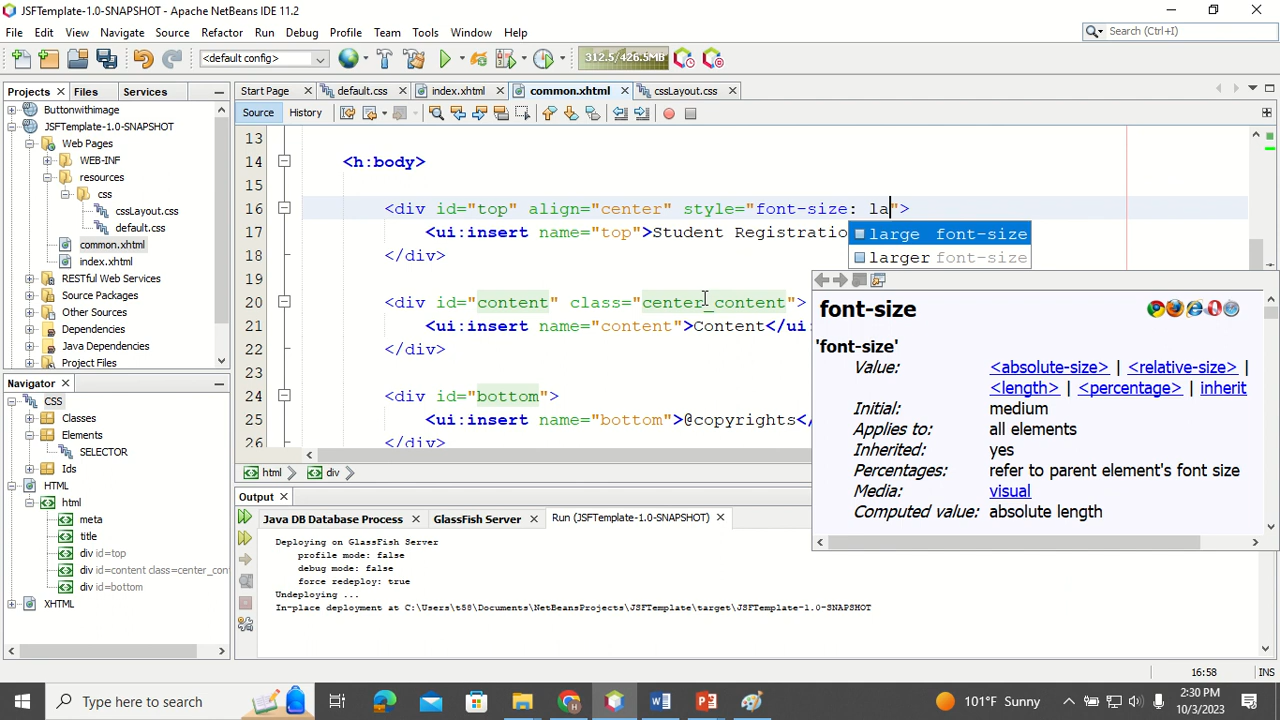 JSFTemplate-1.0-SNAPSHOT - Apache NetBeans IDE 11.2
File Edit View Navigate Source Refactor Run Debug Profile Team Tools Window Help
Search (Ctrl+I)
<default config>
312.5/426.5MB
Projects Files Services
Start Page default.css index.xhtml common.xhtml cssLayout.css
Source History
Buttonwithimage
JSFTemplate-1.0-SNAPSHOT
Web Pages
WEB-INF
resources
css
cssLayout.css
default.css
common.xhtml
index.xhtml
RESTful Web Services
Source Packages
Other Sources
Dependencies
Java Dependencies
Project Files
13
14 <h:body>
15
16 <div id="top" align="center" style="font-size: la">
17 <ui:insert name="top">Student Registratio
18 </div>
19
20 <div id="content" class="center_content">
21 <ui:insert name="content">Content</ui:
22 </div>
23
24 <div id="bottom">
25 <ui:insert name="bottom">@copyrights</
26 </div>
large font-size
larger font-size
font-size
'font-size'
Value: <absolute-size> | <relative-size> |
<length> | <percentage> | inherit
Initial: medium
Applies to: all elements
Inherited: yes
Percentages: refer to parent element's font size
Media: visual
Computed value: absolute length
html div
Navigator
CSS
Classes
Elements
SELECTOR
Ids
HTML
html
meta
title
div id=top
div id=content class=center_con
div id=bottom
XHTML
Output
Java DB Database Process GlassFish Server Run (JSFTemplate-1.0-SNAPSHOT)
Deploying on GlassFish Server
profile mode: false
debug mode: false
force redeploy: true
Undeploying ...
In-place deployment at C:\Users\t58\Documents\NetBeansProjects\JSFTemplate\target\JSFTemplate-1.0-SNAPSHOT
16:58 INS
Type here to search
101°F Sunny
2:30 PM
10/3/2023